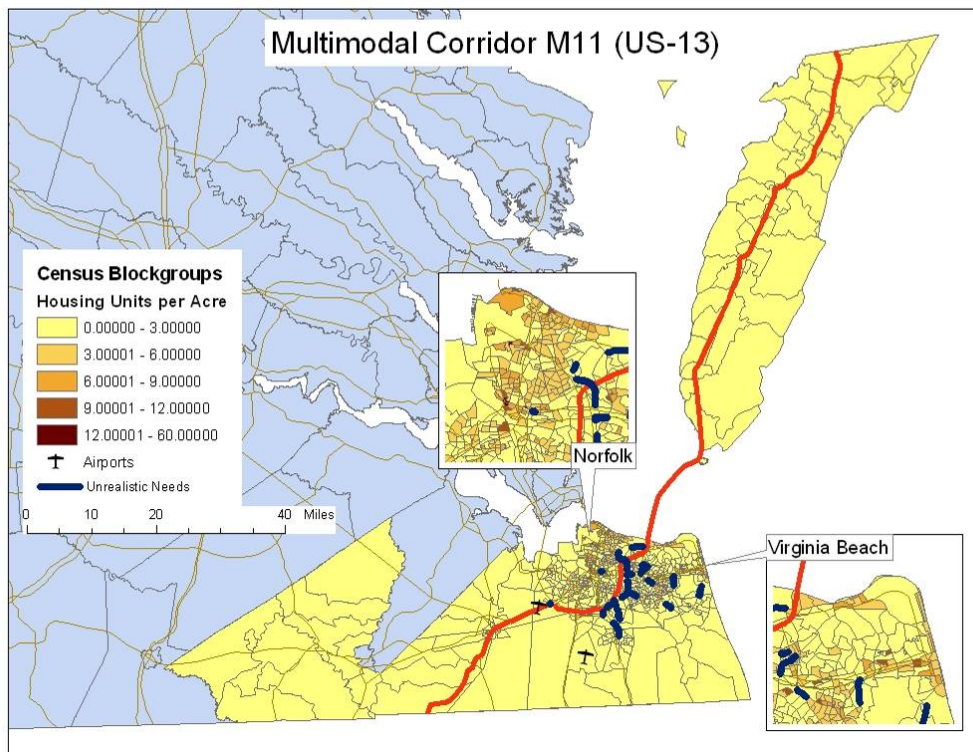 Multimodal Corridor M11 (US-13)
Census Blockgroups
Housing Units per Acre
0.00000 - 3.00000
3.00001 - 6.00000
6.00001 - 9.00000
9.00001 - 12.00000
12.00001 - 60.00000
Airports
Unrealistic Needs
0 10 20 40 Miles
Norfolk
Virginia Beach